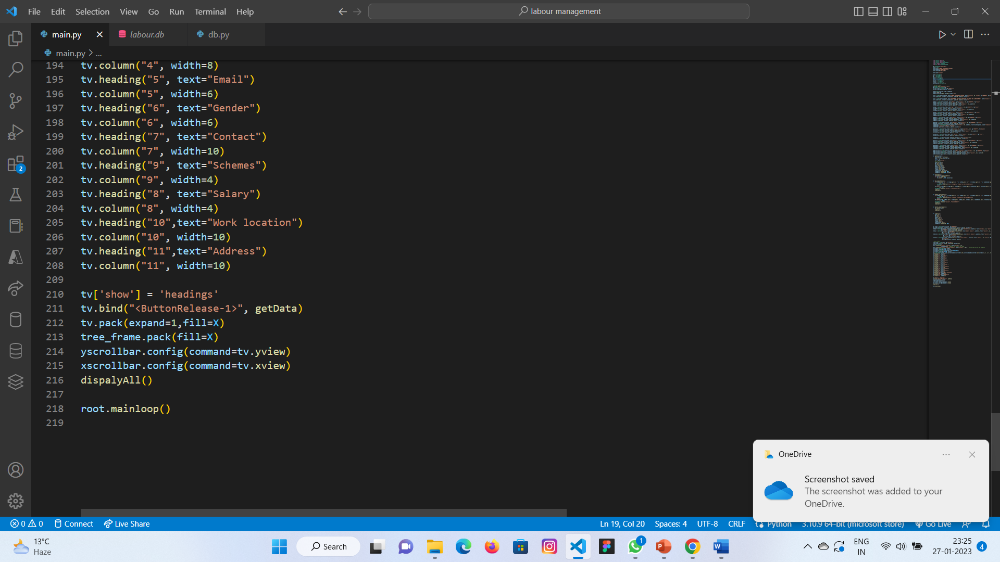 File Edit Selection View Go Run Terminal Help
labour management
main.py
labour.db
db.py
main.py > ...
194 tv.column("4", width=8)
195 tv.heading("5", text="Email")
196 tv.column("5", width=6)
197 tv.heading("6", text="Gender")
198 tv.column("6", width=6)
199 tv.heading("7", text="Contact")
200 tv.column("7", width=10)
201 tv.heading("9", text="Schemes")
202 tv.column("9", width=4)
203 tv.heading("8", text="Salary")
204 tv.column("8", width=4)
205 tv.heading("10",text="Work location")
206 tv.column("10", width=10)
207 tv.heading("11",text="Address")
208 tv.column("11", width=10)
209
210 tv['show'] = 'headings'
211 tv.bind("<ButtonRelease-1>", getData)
212 tv.pack(expand=1,fill=X)
213 tree_frame.pack(fill=X)
214 yscrollbar.config(command=tv.yview)
215 xscrollbar.config(command=tv.xview)
216 dispalyAll()
217
218 root.mainloop()
219
2
OneDrive
Screenshot saved
The screenshot was added to your
OneDrive.
0 0 Connect Live Share
Ln 19, Col 20 Spaces: 4 UTF-8 CRLF Python 3.10.9 64-bit (microsoft store) Go Live
13°C
Haze
Search
1
ENG
IN
23:25
27-01-2023
4